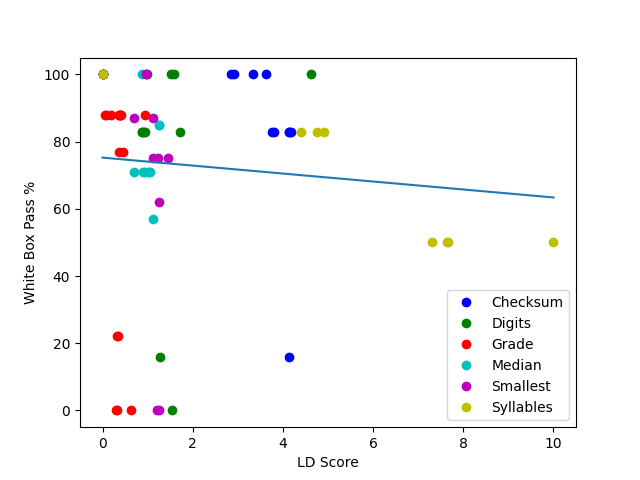 100
80
60
40
20
0
White Box Pass %
0 2 4 6 8 10
LD Score
Checksum
Digits
Grade
Median
Smallest
Syllables